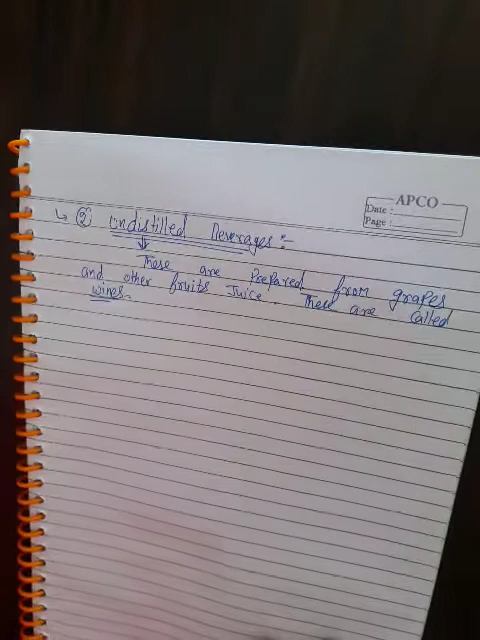 APCO
Date :
Page :
↳ ② Undistilled Beverages :-
These are Prepared from grapes
and other fruits Juice. These are called
wines.